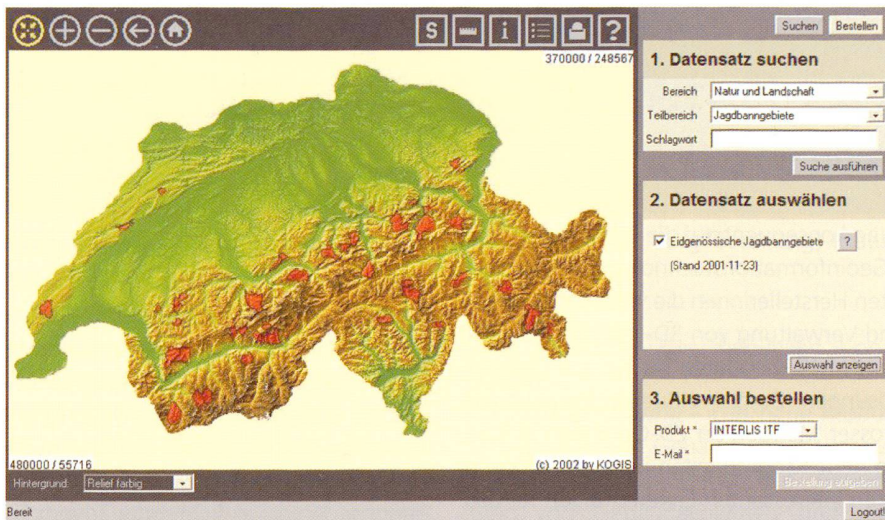 S i ?
370000 / 248567
480000 / 55716
(c) 2002 by KOGIS
Hintergrund: Relief farbig
Bereit
Suchen Bestellen
1. Datensatz suchen
Bereich Natur und Landschaft
Teilbereich Jagdbanngebiete
Schlagwort
Suche ausführen
2. Datensatz auswählen
Eidgenössische Jagdbanngebiete ?
(Stand 2001-11-23)
Auswahl anzeigen
3. Auswahl bestellen
Produkt * INTERLIS ITF
E-Mail *
Bestellung aufgeben
Logout!